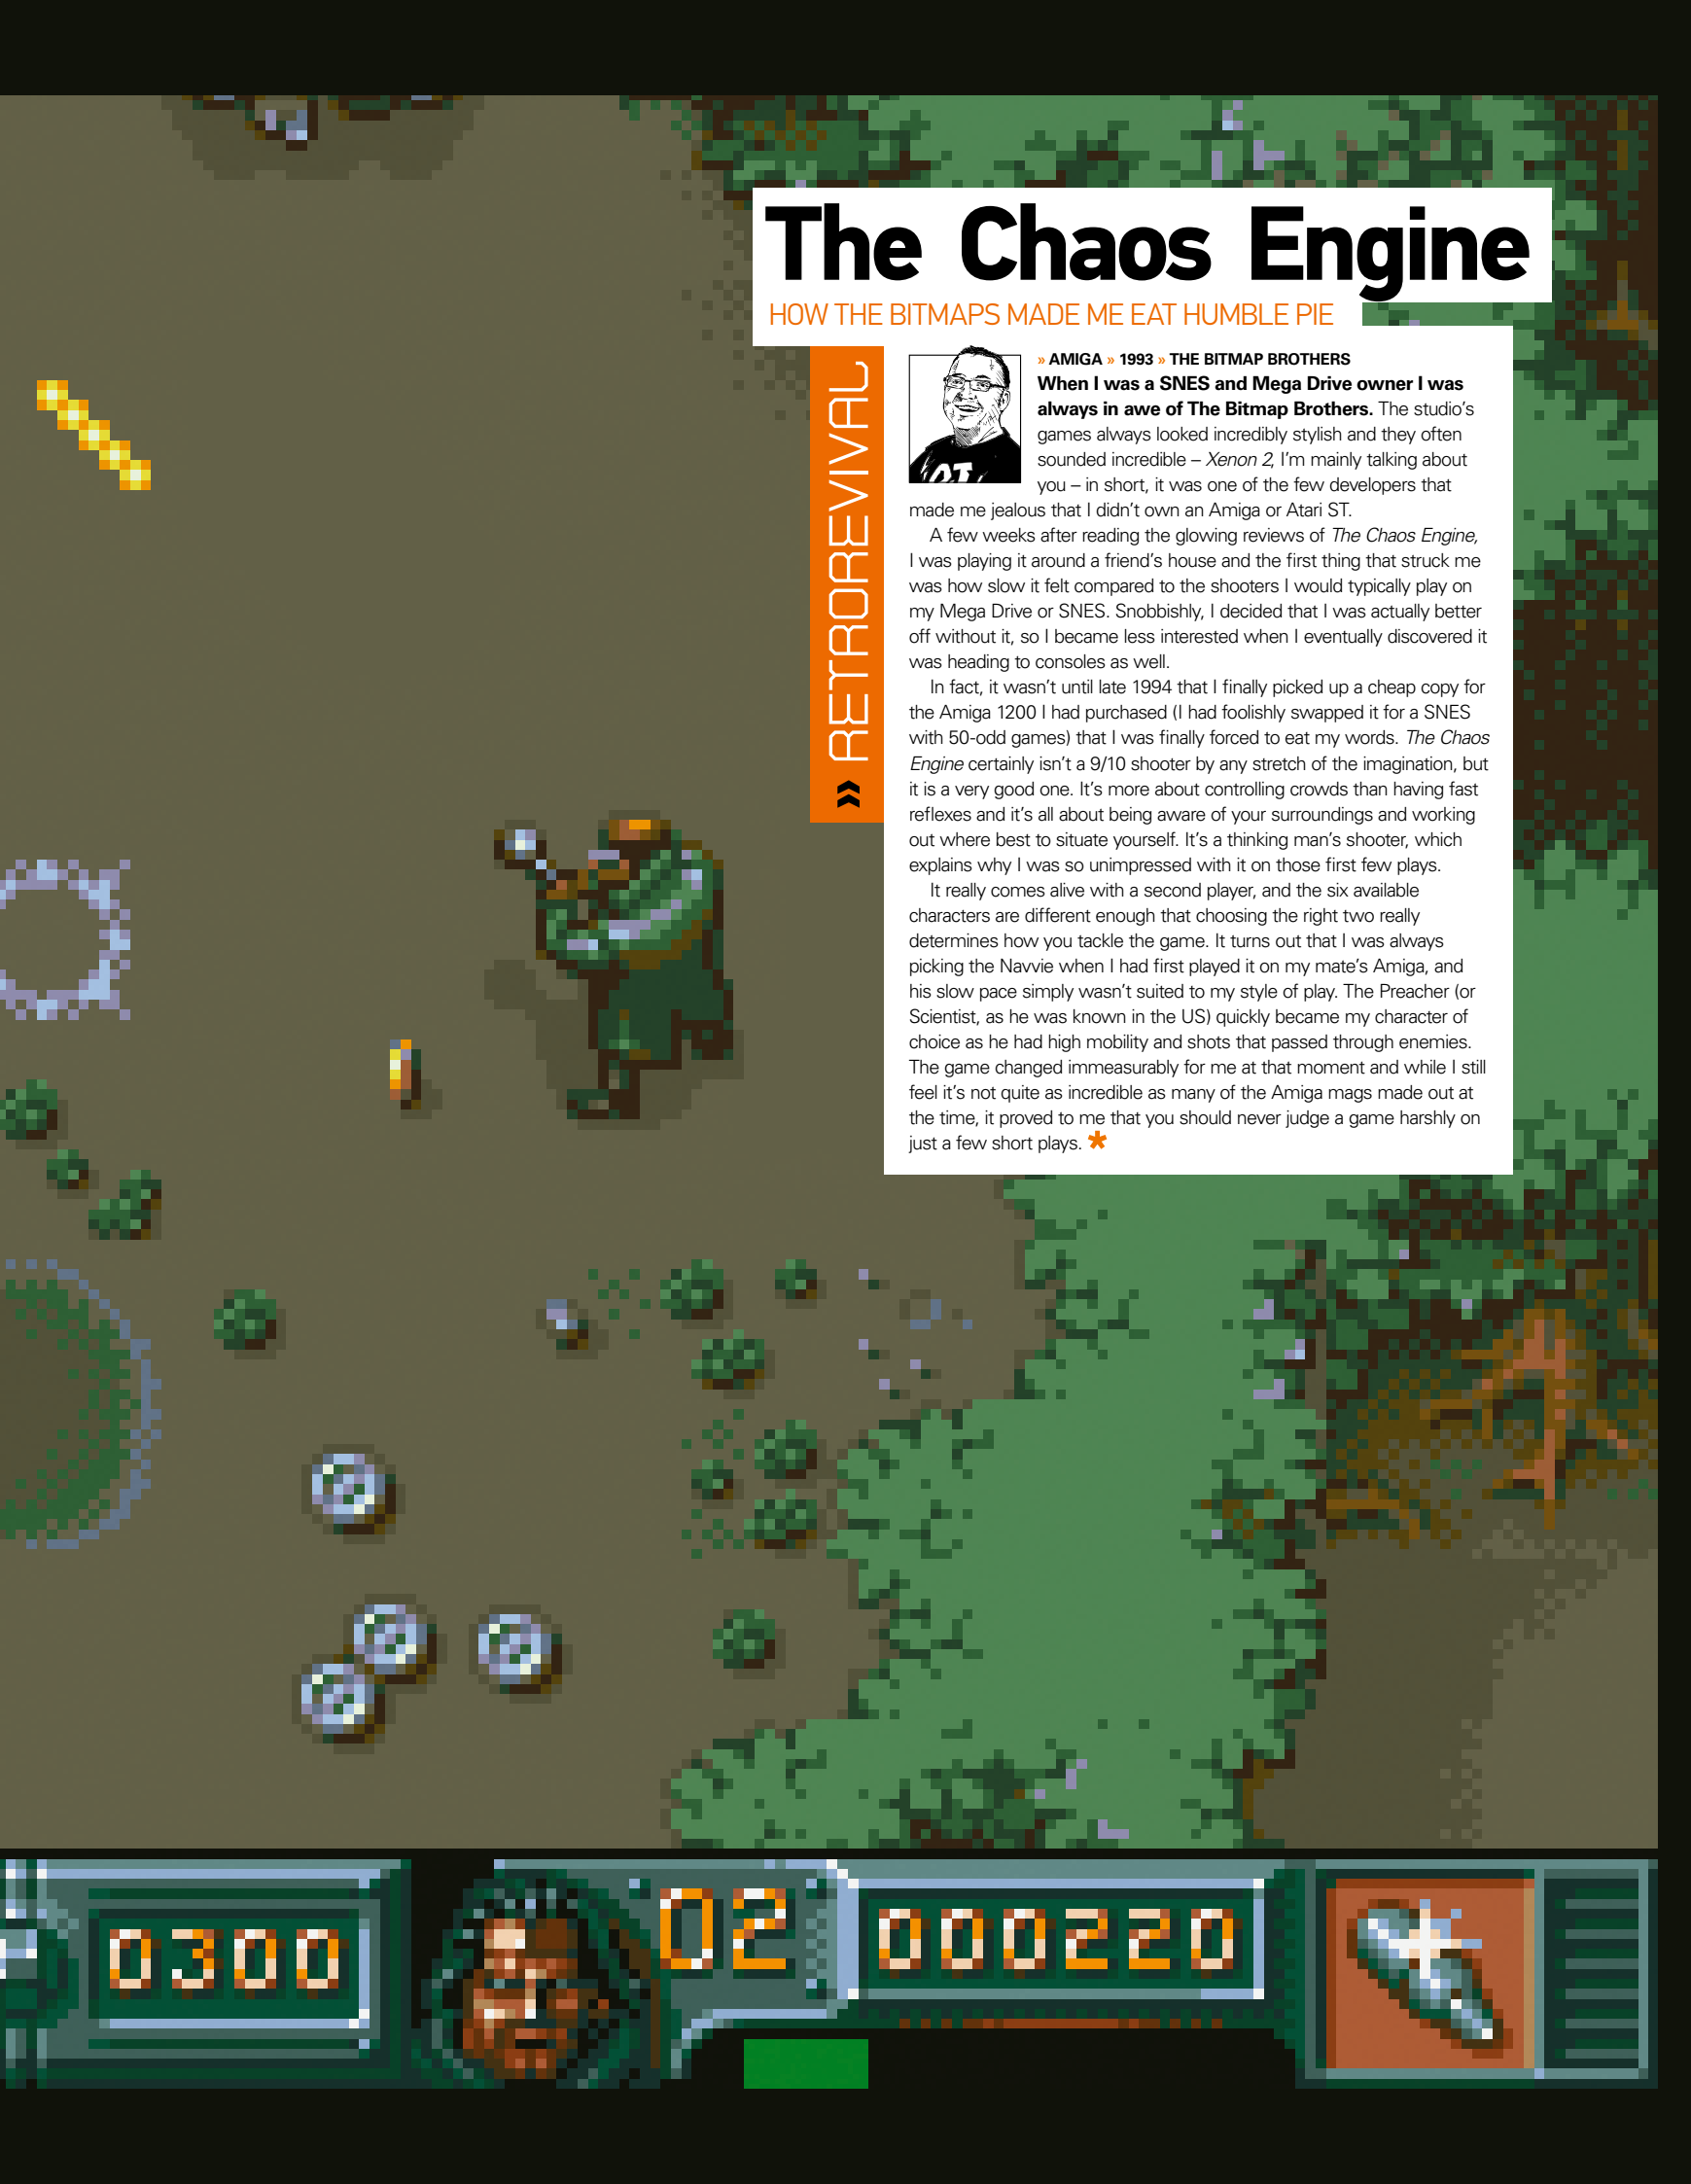 The Chaos Engine
HOW THE BITMAPS MADE ME EAT HUMBLE PIE
» RETROREVIVAL
» AMIGA » 1993 » THE BITMAP BROTHERS
When I was a SNES and Mega Drive owner I was
always in awe of The Bitmap Brothers. The studio's
games always looked incredibly stylish and they often
sounded incredible – Xenon 2, I'm mainly talking about
you – in short, it was one of the few developers that
made me jealous that I didn't own an Amiga or Atari ST.
A few weeks after reading the glowing reviews of The Chaos Engine,
I was playing it around a friend's house and the first thing that struck me
was how slow it felt compared to the shooters I would typically play on
my Mega Drive or SNES. Snobbishly, I decided that I was actually better
off without it, so I became less interested when I eventually discovered it
was heading to consoles as well.
In fact, it wasn't until late 1994 that I finally picked up a cheap copy for
the Amiga 1200 I had purchased (I had foolishly swapped it for a SNES
with 50-odd games) that I was finally forced to eat my words. The Chaos
Engine certainly isn't a 9/10 shooter by any stretch of the imagination, but
it is a very good one. It's more about controlling crowds than having fast
reflexes and it's all about being aware of your surroundings and working
out where best to situate yourself. It's a thinking man's shooter, which
explains why I was so unimpressed with it on those first few plays.
It really comes alive with a second player, and the six available
characters are different enough that choosing the right two really
determines how you tackle the game. It turns out that I was always
picking the Navvie when I had first played it on my mate's Amiga, and
his slow pace simply wasn't suited to my style of play. The Preacher (or
Scientist, as he was known in the US) quickly became my character of
choice as he had high mobility and shots that passed through enemies.
The game changed immeasurably for me at that moment and while I still
feel it's not quite as incredible as many of the Amiga mags made out at
the time, it proved to me that you should never judge a game harshly on
just a few short plays. *
0300
02
000220